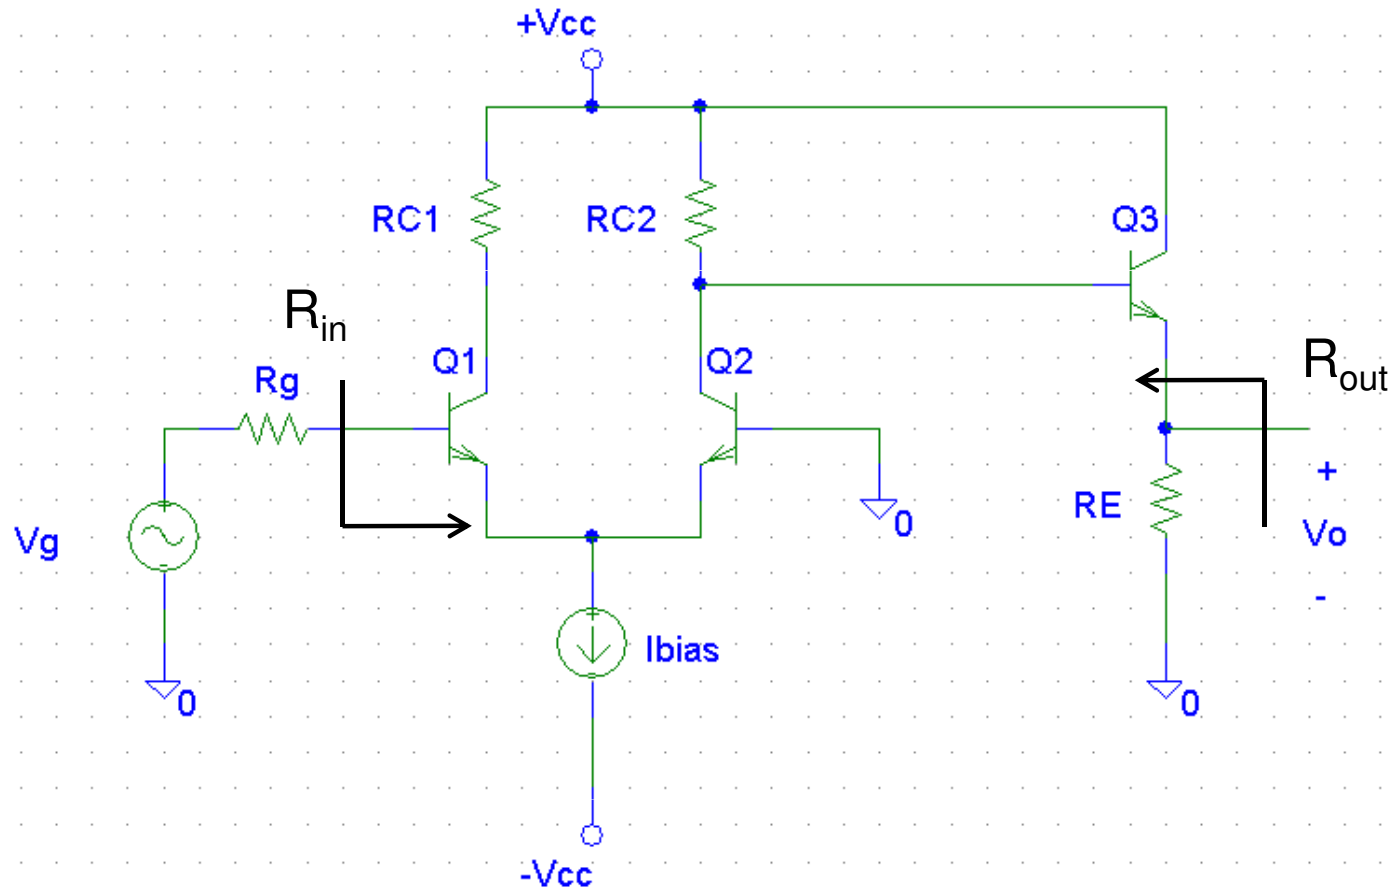 +Vcc
RC1
RC2
Q3
Rin
Rg
Q1
Q2
Rout
Vg
0
RE
+
Vo
-
Ibias
0
0
-Vcc